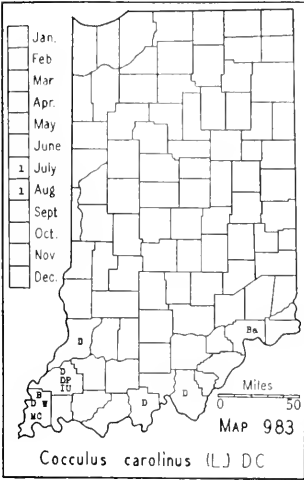 Jan.
Feb
Mar
Apr.
May
June
1 July
1 Aug
Sept
Oct.
Nov
Dec.
Ba
D
D
DP
TU
B
D W
MC
D
D
Miles
0 50
MAP 983
Cocculus carolinus (L.) DC